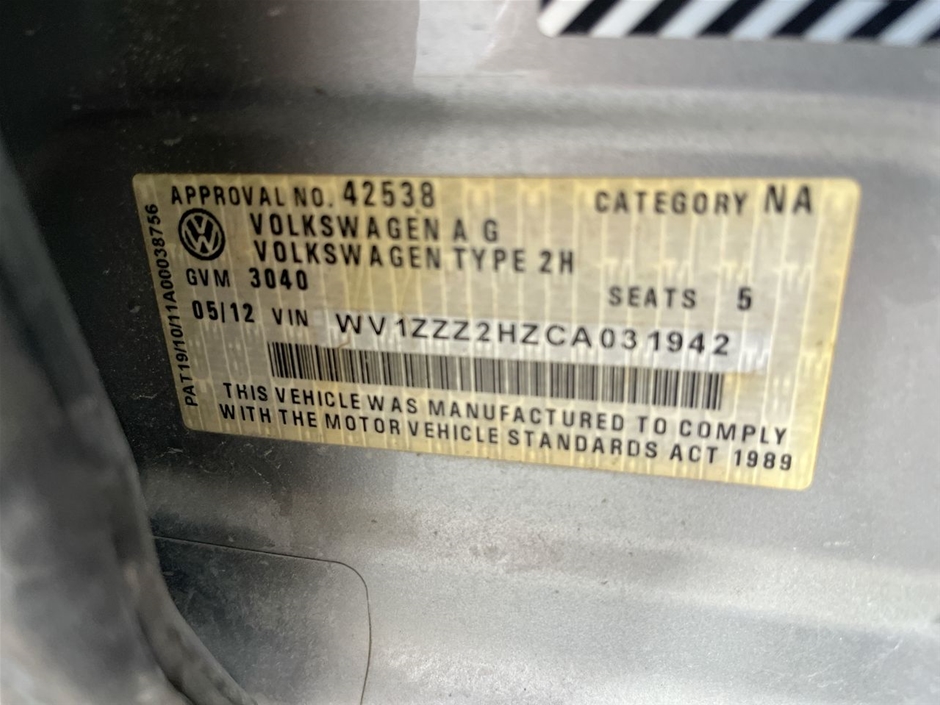 APPROVAL NO. 42538 CATEGORY NA
VOLKSWAGEN A G
VOLKSWAGEN TYPE 2H
GVM 3040 SEATS 5
05/12 VIN WV1ZZZ2HZCA031942
THIS VEHICLE WAS MANUFACTURED TO COMPLY
WITH THE MOTOR VEHICLE STANDARDS ACT 1989
PAT19/10/11A00038756